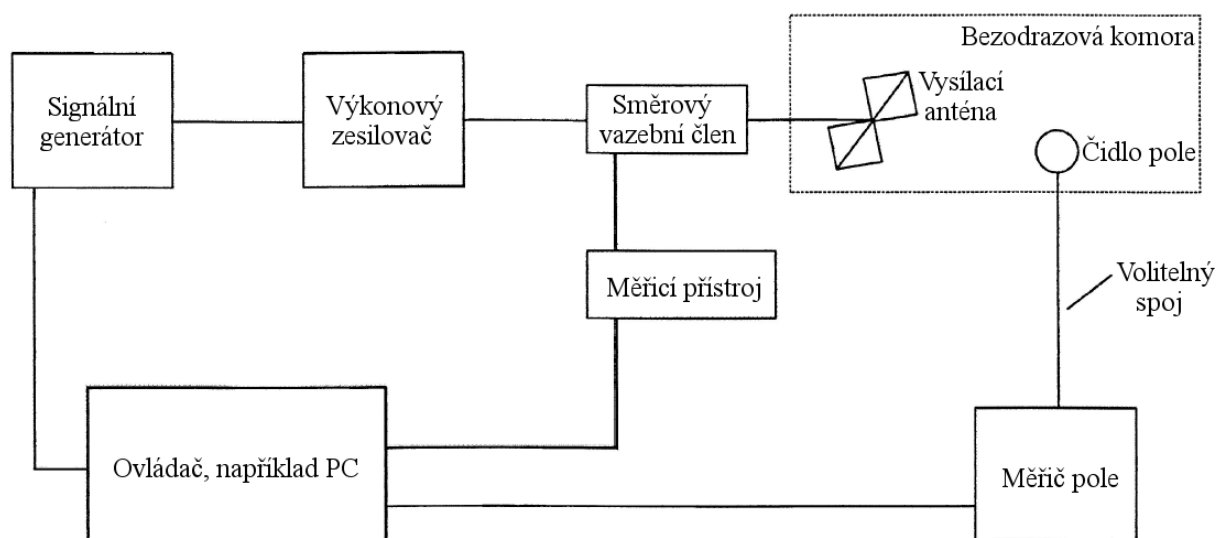 Bezodrazová komora
Signální
generátor
Výkonový
zesilovač
Směrový
vazební člen
Vysílací
anténa
Čidlo pole
Měřicí přístroj
Volitelný
spoj
Ovládač, například PC
Měřič pole